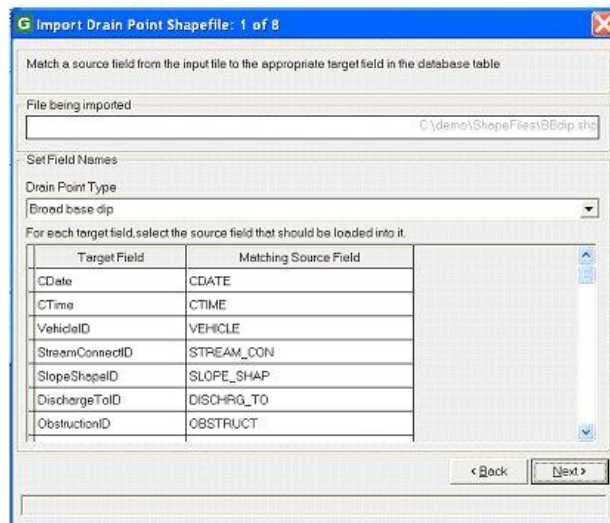 G Import Drain Point Shapefile: 1 of 8
Match a source field from the input file to the appropriate target field in the database table
File being imported
C:\demo\ShapeFiles\BBdip.shp
Set Field Names
Drain Point Type
Broad base dip
For each target field,select the source field that should be loaded into it.
Target Field Matching Source Field
CDate CDATE
CTime CTIME
VehicleID VEHICLE
StreamConnectID STREAM_CON
SlopeShapeID SLOPE_SHAP
DischargeToID DISCHRG_TO
ObstructionID OBSTRUCT
< Back Next >